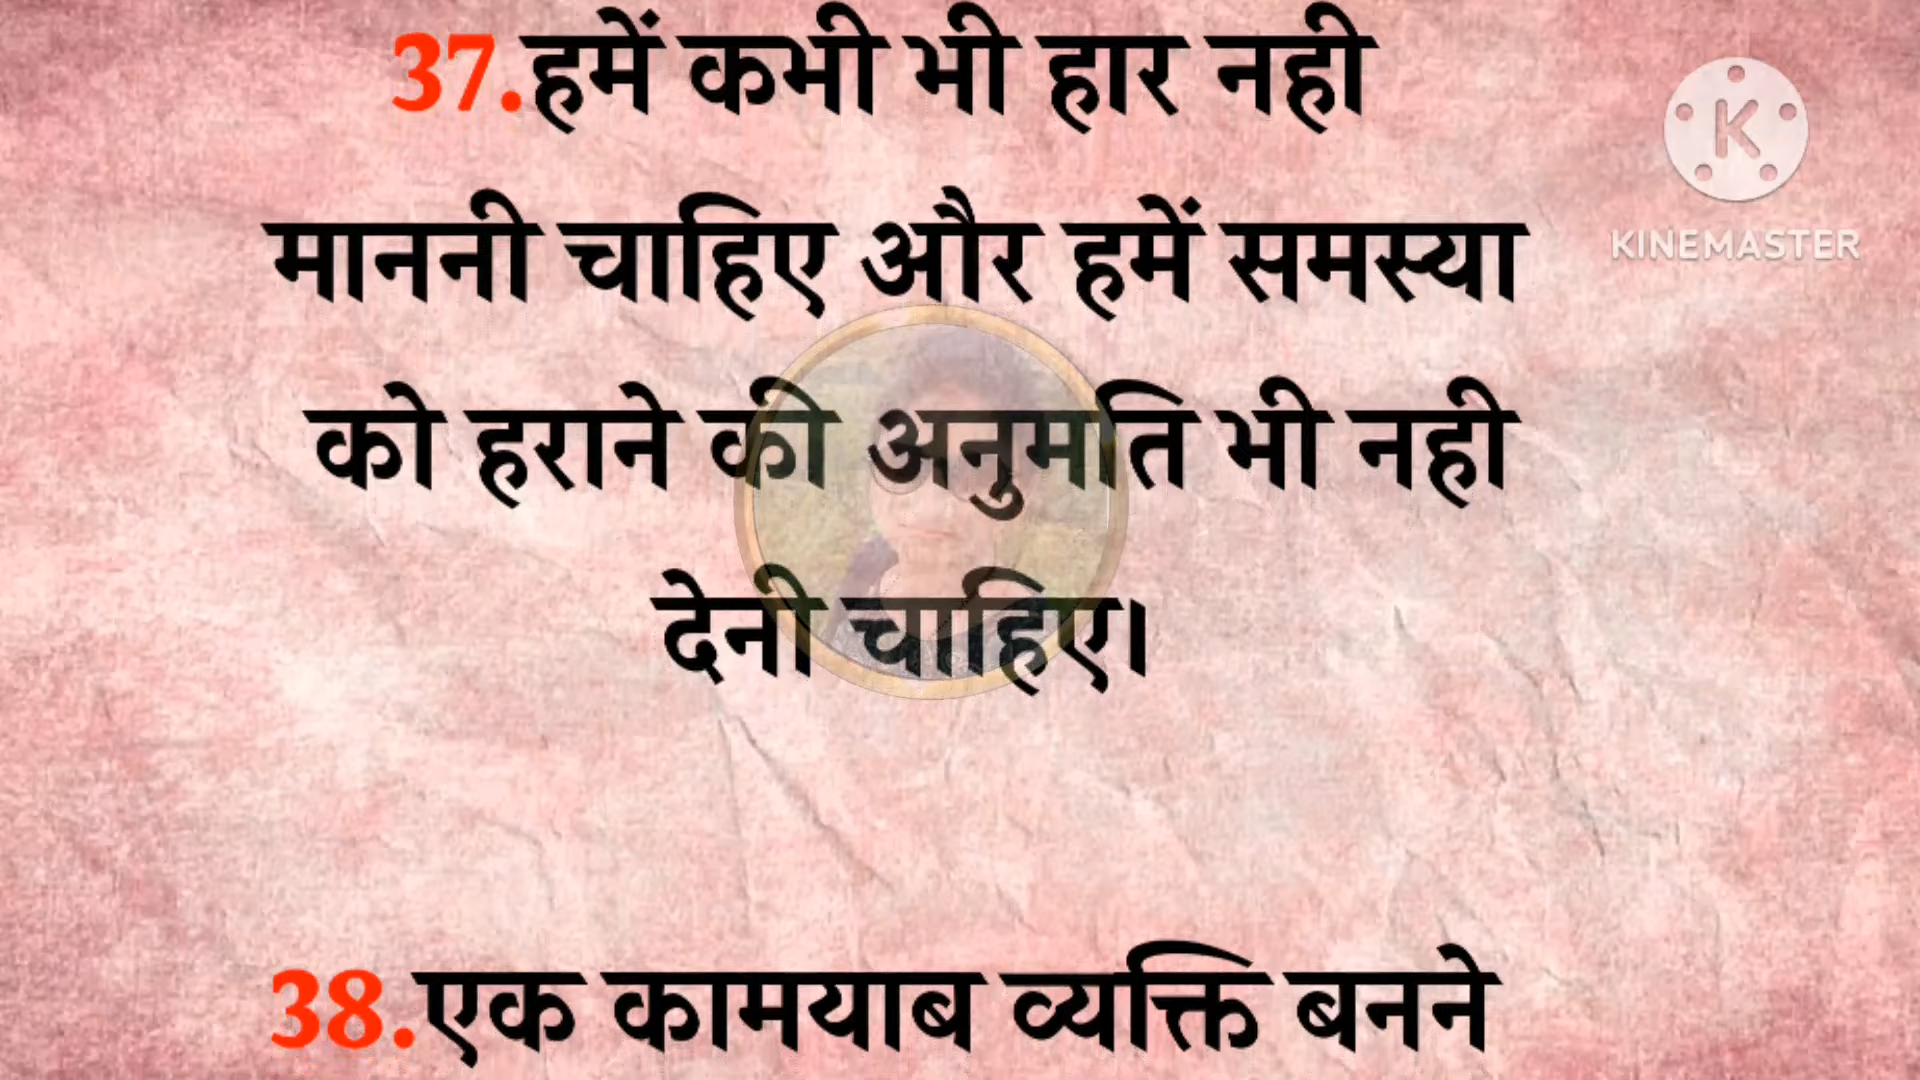 37.हमें कभी भी हार नही
KINEMASTER
माननी चाहिए और हमें समस्या
को हराने की अनुमति भी नही
देनी चाहिए।
38.एक कामयाब व्यक्ति बनने